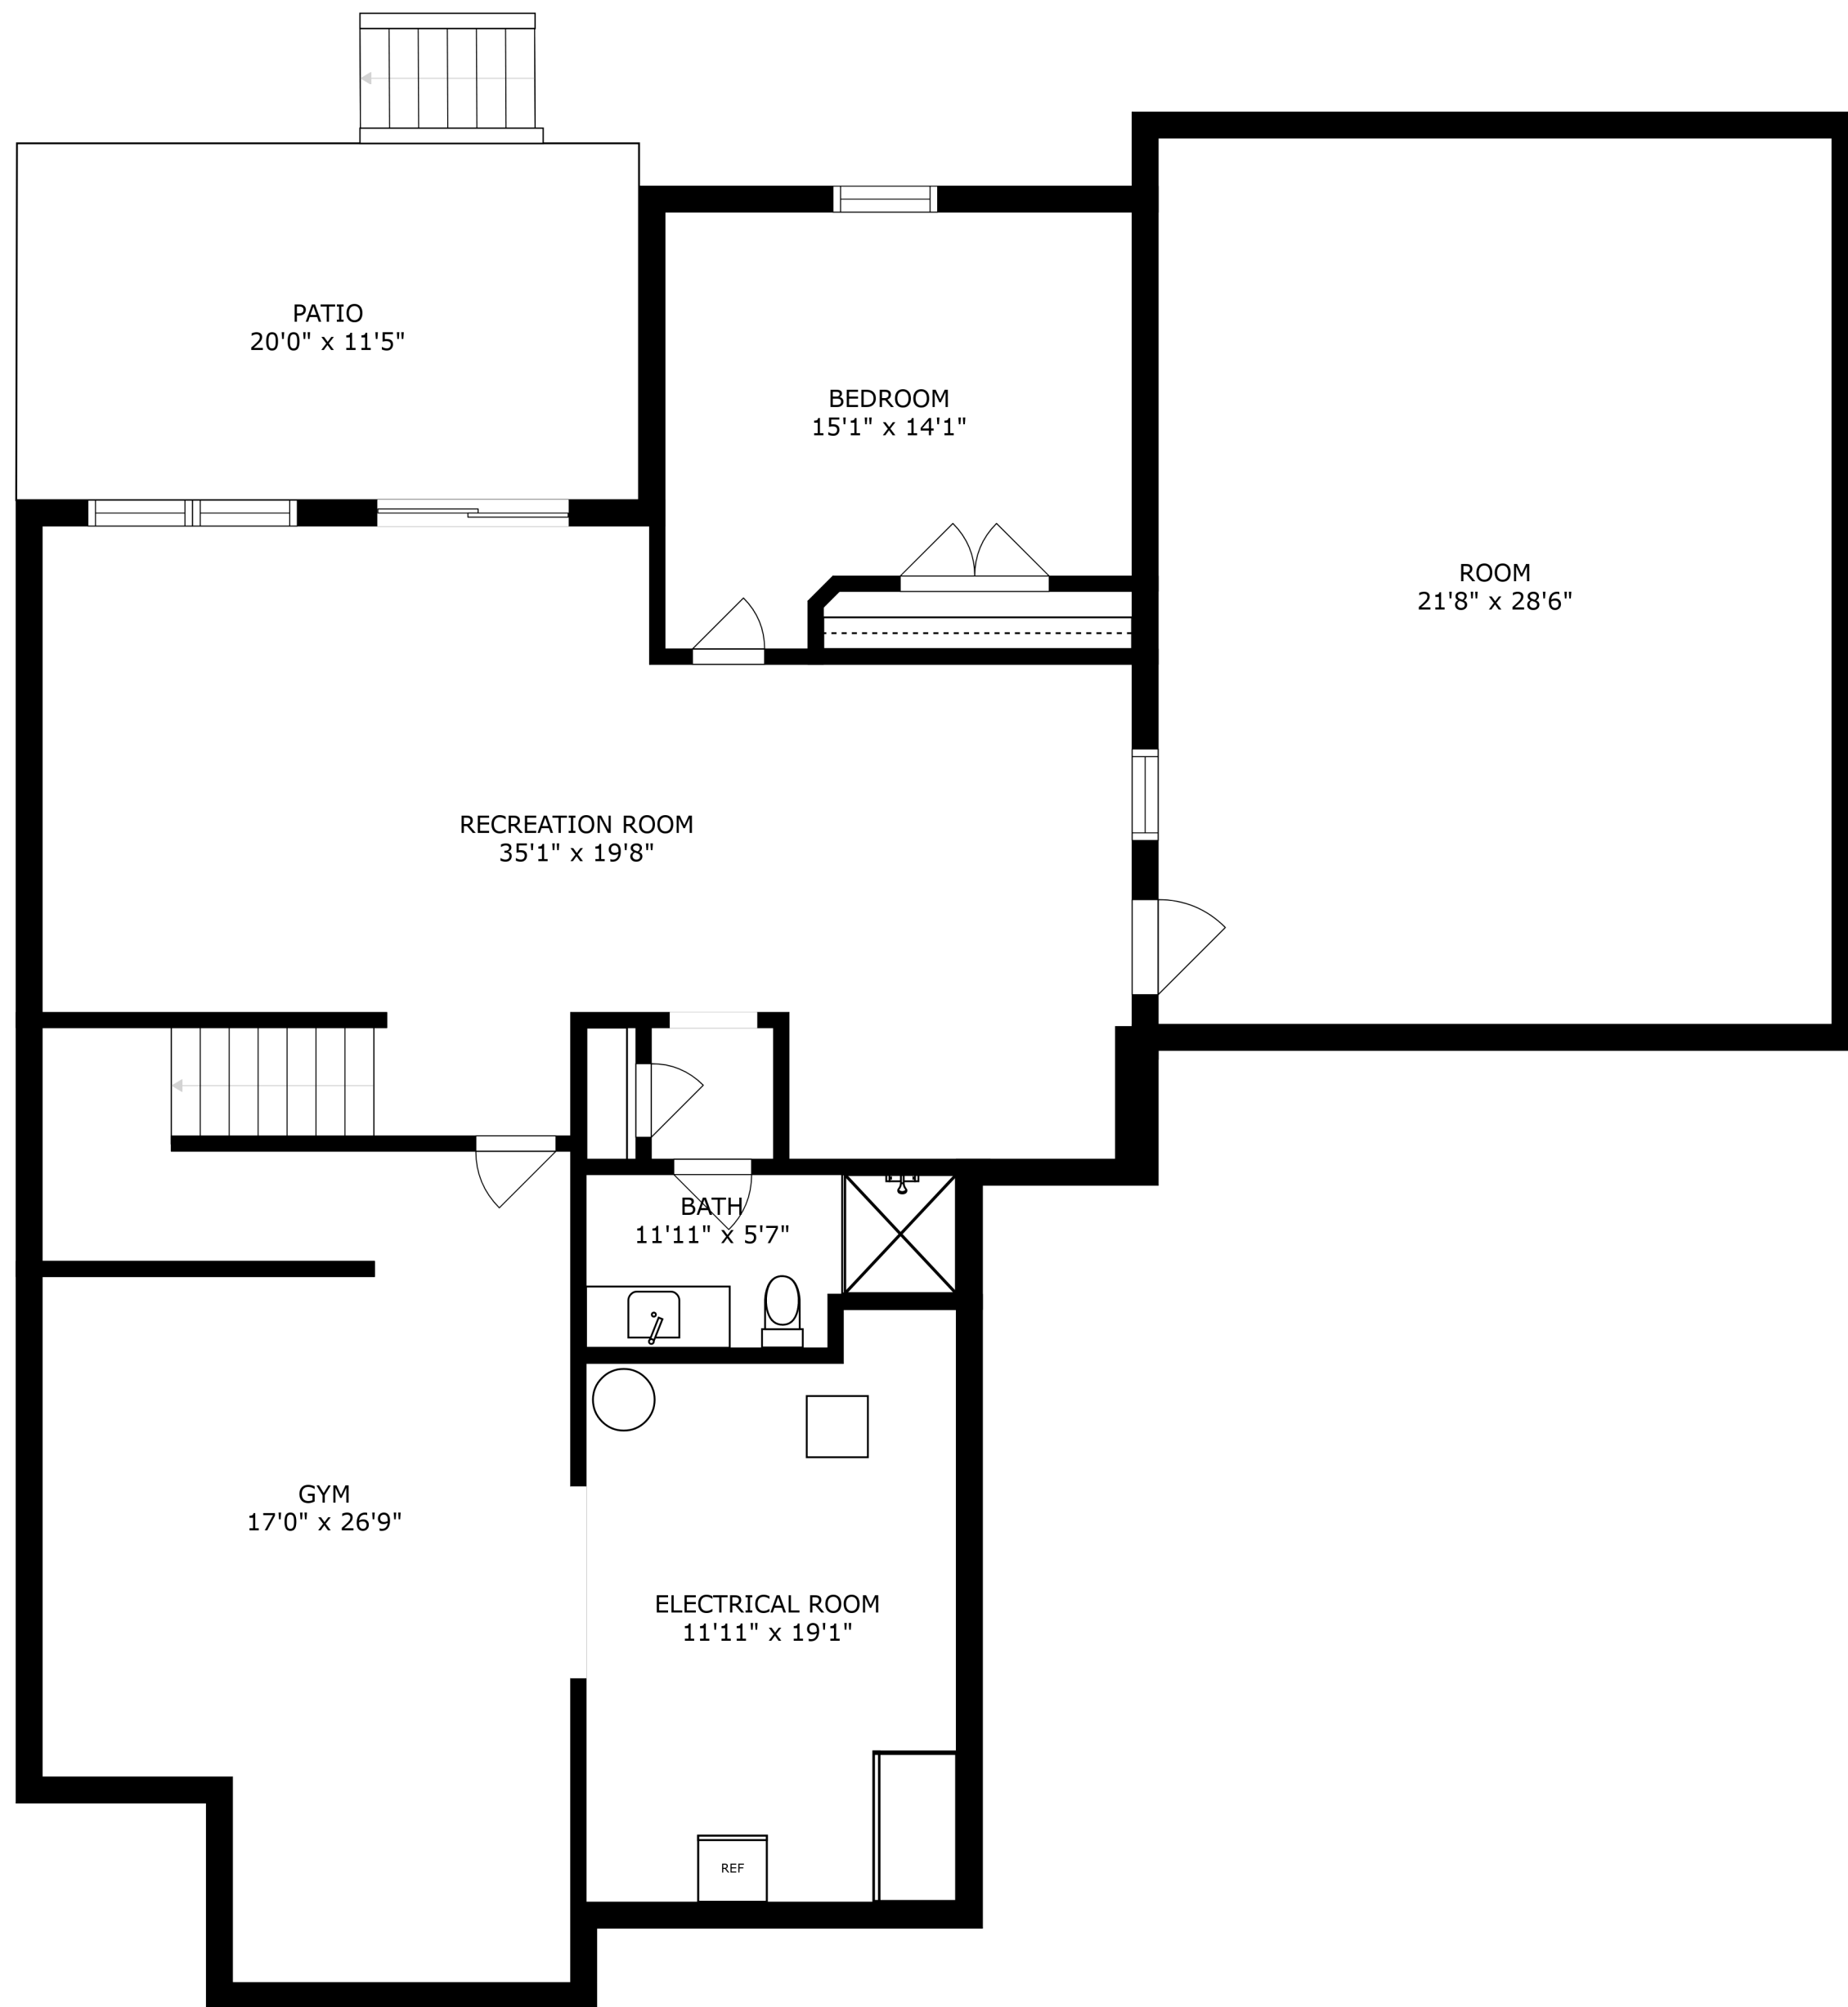 PATIO
20'0" x 11'5"
BEDROOM
15'1" x 14'1"
ROOM
21'8" x 28'6"
RECREATION ROOM
35'1" x 19'8"
BATH
11'11" x 5'7"
GYM
17'0" x 26'9"
ELECTRICAL ROOM
11'11" x 19'1"
REF